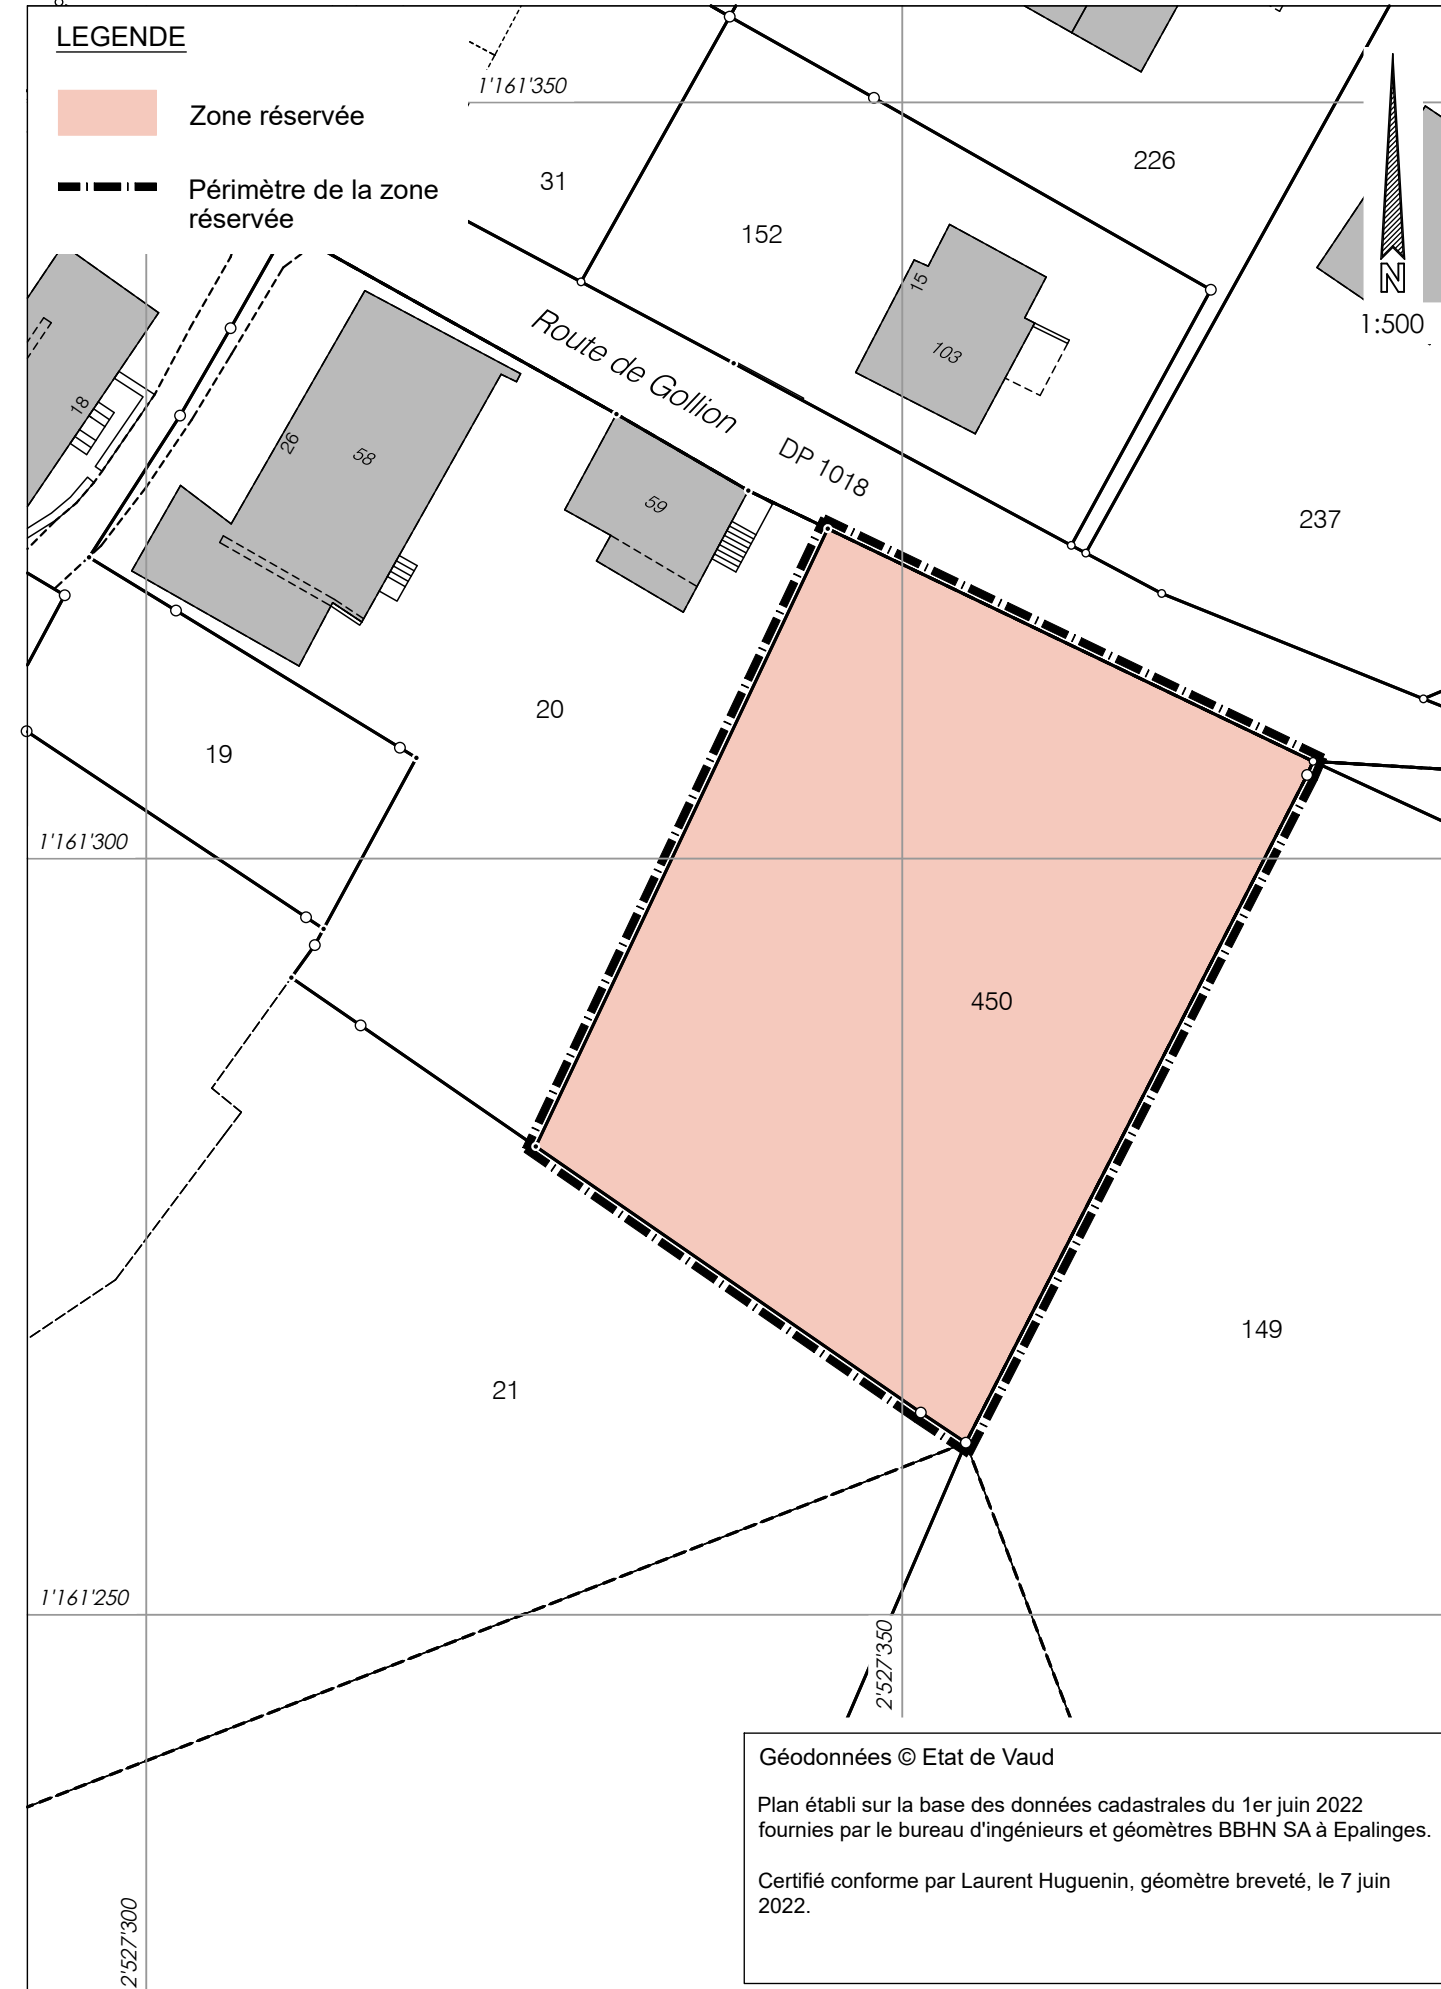 LEGENDE
Zone réservée
Périmètre de la zone
réservée
1'161'350
31
152
226
15
103
N
1:500
Route de Gollion
DP 1018
237
18
26
58
59
20
19
1'161'300
450
149
21
1'161'250
2'527'350
2'527'300
Géodonnées © Etat de Vaud
Plan établi sur la base des données cadastrales du 1er juin 2022
fournies par le bureau d'ingénieurs et géomètres BBHN SA à Epalinges.
Certifié conforme par Laurent Huguenin, géomètre breveté, le 7 juin
2022.